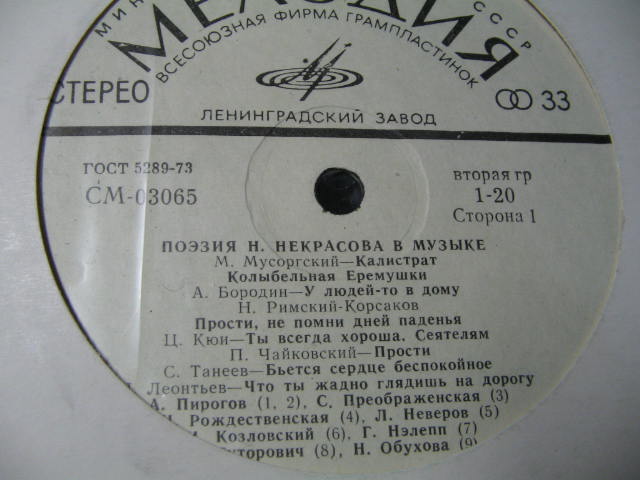 МИН СССР
МЕЛОДИЯ
ВСЕСОЮЗНАЯ ФИРМА ГРАМПЛАСТИНОК
СТЕРЕО 33
ЛЕНИНГРАДСКИЙ ЗАВОД
ГОСТ 5289-73 вторая гр
СМ-03065 1-20
Сторона 1
ПОЭЗИЯ Н. НЕКРАСОВА В МУЗЫКЕ
М. Мусоргский—Калистрат
Колыбельная Еремушки
А. Бородин—У людей-то в дому
Н. Римский-Корсаков
Прости, не помни дней паденья
Ц. Кюи—Ты всегда хороша. Сеятелям
П. Чайковский—Прости
С. Танеев—Бьется сердце беспокойное
Леонтьев—Что ты жадно глядишь на дорогу
А. Пирогов (1, 2), С. Преображенская (3)
Рождественская (4), Л. Неверов (5)
Козловский (6), Г. Нэлепп (7)
(8), Н. Обухова (9)